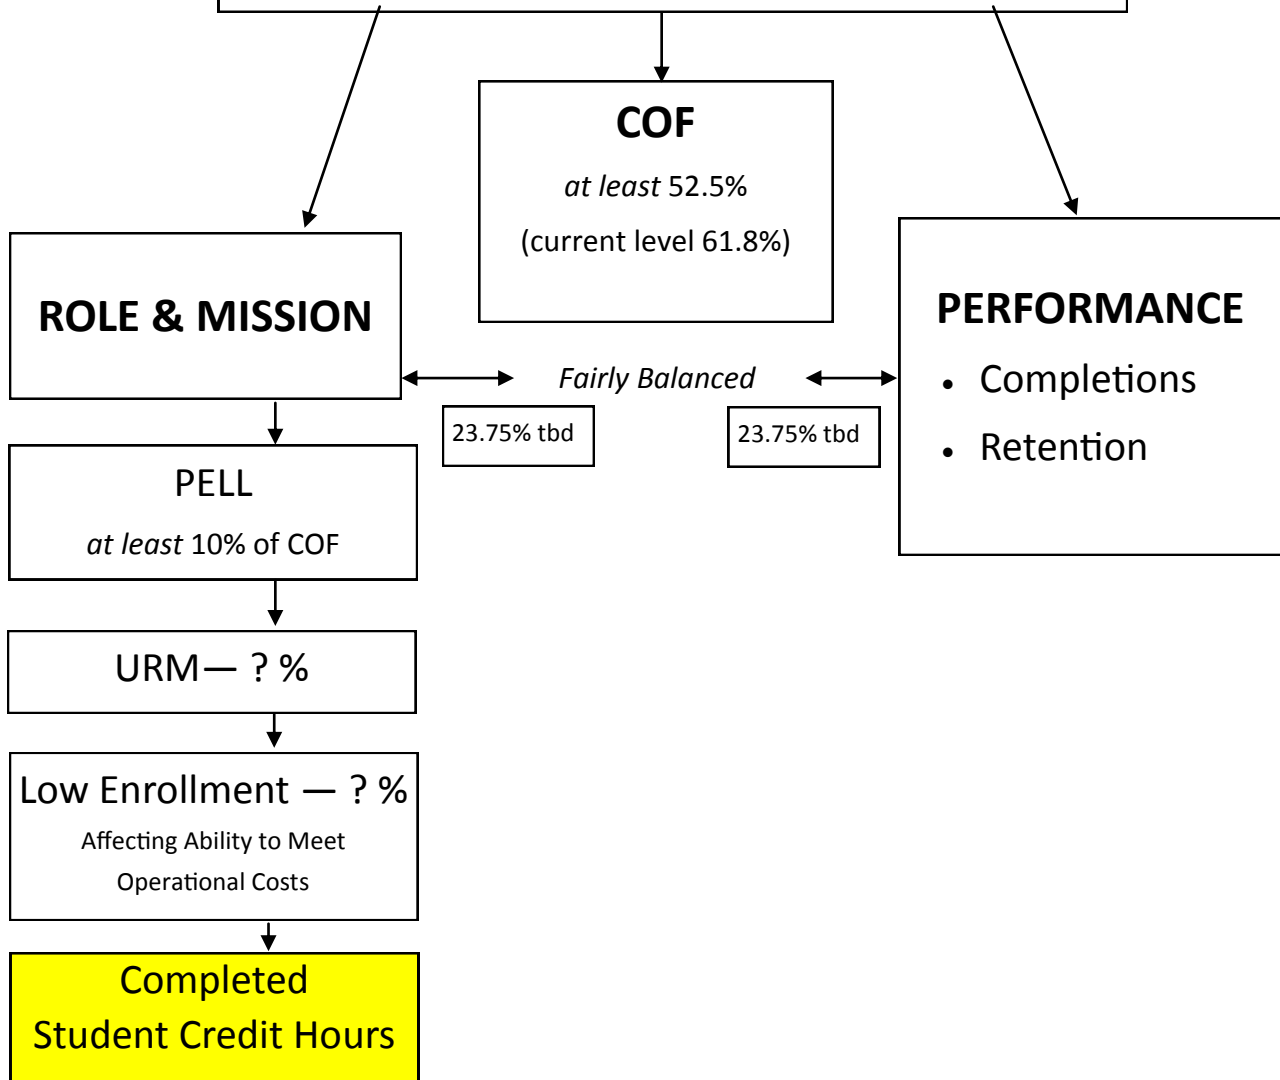 COF
at least 52.5%
(current level 61.8%)
ROLE & MISSION
PERFORMANCE
• Completions
• Retention
Fairly Balanced
23.75% tbd
23.75% tbd
PELL
at least 10% of COF
URM— ? %
Low Enrollment — ? %
Affecting Ability to Meet
Operational Costs
Completed
Student Credit Hours